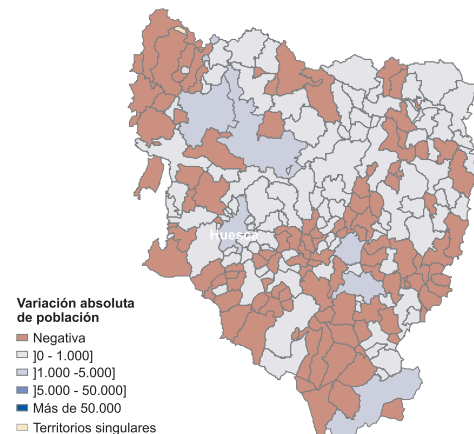 Huesca
Variación absoluta
de población
Negativa
]0 - 1.000]
]1.000 -5.000]
]5.000 - 50.000]
Más de 50.000
Territorios singulares